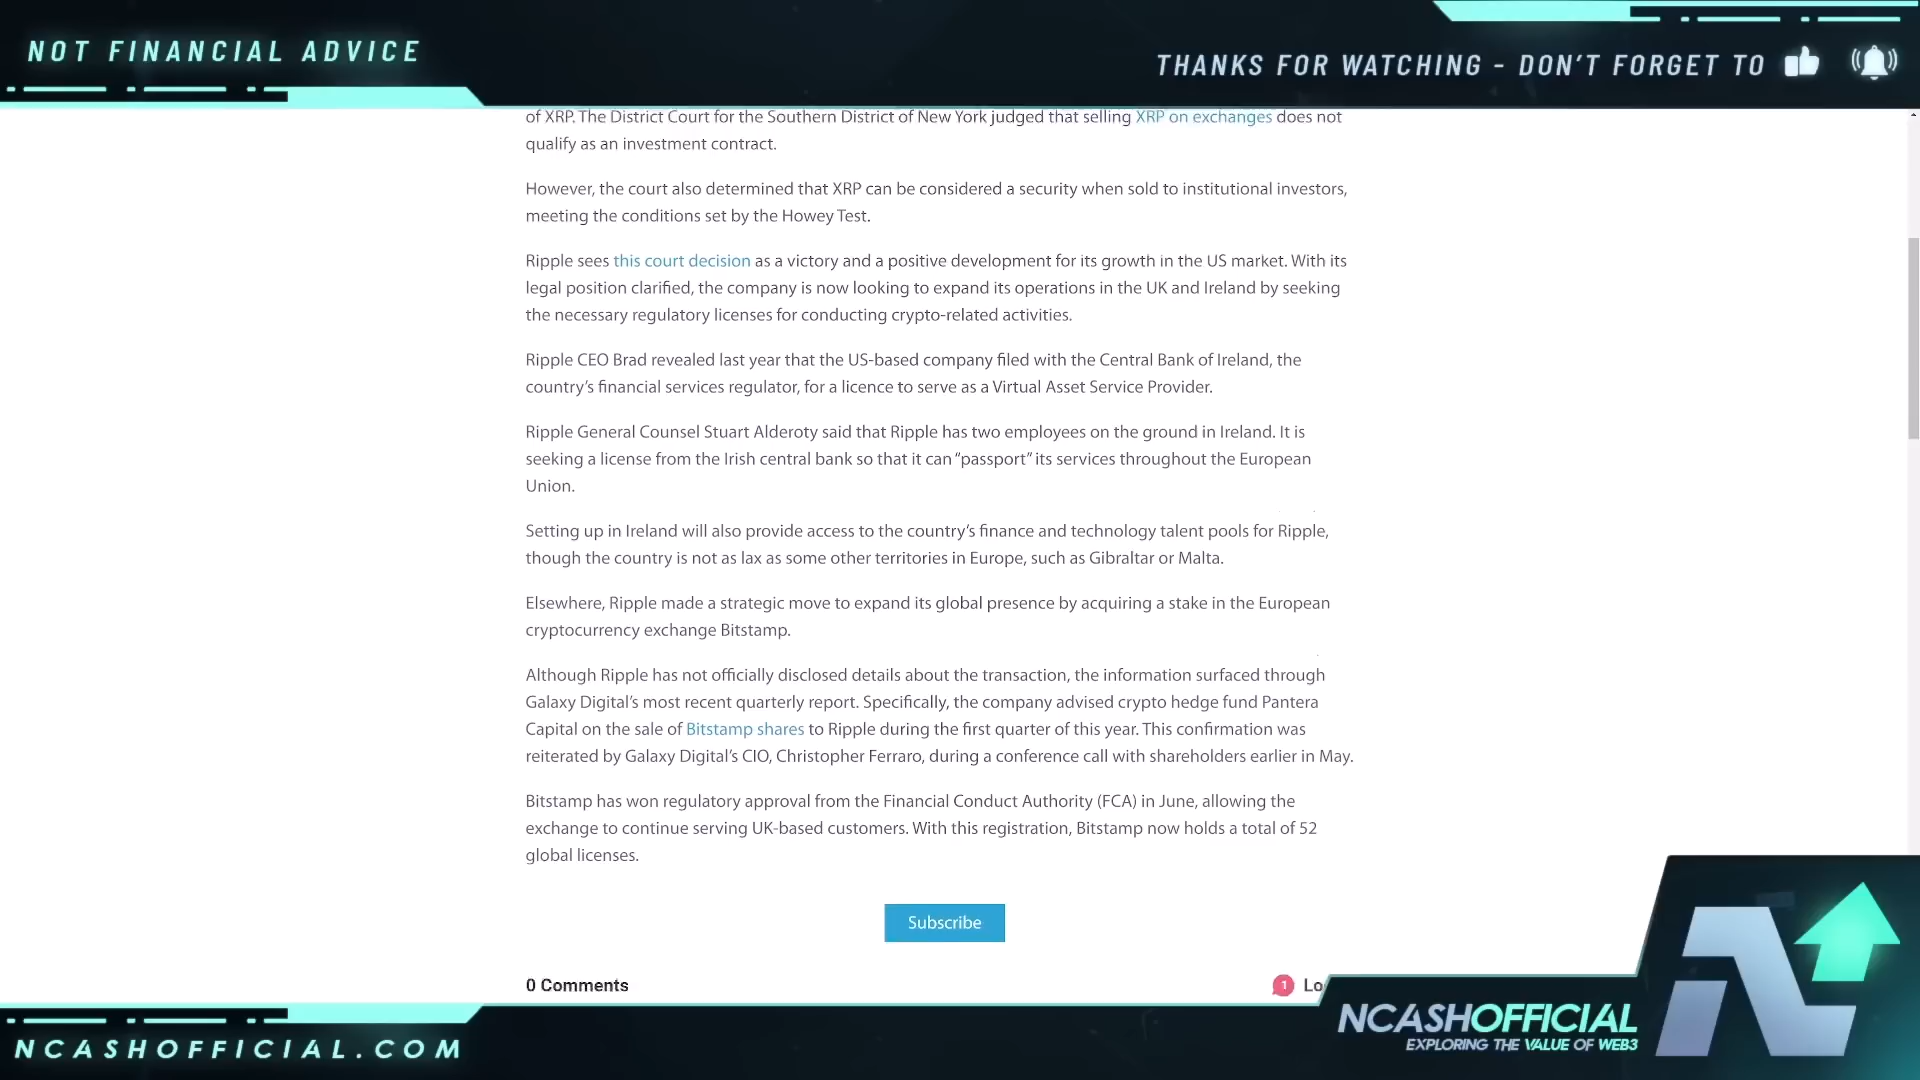 NOT FINANCIAL ADVICE
THANKS FOR WATCHING - DON'T FORGET TO
of XRP. The District Court for the Southern District of New York judged that selling XRP on exchanges does not
qualify as an investment contract.
However, the court also determined that XRP can be considered a security when sold to institutional investors,
meeting the conditions set by the Howey Test.
Ripple sees this court decision as a victory and a positive development for its growth in the US market. With its
legal position clarified, the company is now looking to expand its operations in the UK and Ireland by seeking
the necessary regulatory licenses for conducting crypto-related activities.
Ripple CEO Brad revealed last year that the US-based company filed with the Central Bank of Ireland, the
country's financial services regulator, for a licence to serve as a Virtual Asset Service Provider.
Ripple General Counsel Stuart Alderoty said that Ripple has two employees on the ground in Ireland. It is
seeking a license from the Irish central bank so that it can “passport” its services throughout the European
Union.
Setting up in Ireland will also provide access to the country's finance and technology talent pools for Ripple,
though the country is not as lax as some other territories in Europe, such as Gibraltar or Malta.
Elsewhere, Ripple made a strategic move to expand its global presence by acquiring a stake in the European
cryptocurrency exchange Bitstamp.
Although Ripple has not officially disclosed details about the transaction, the information surfaced through
Galaxy Digital's most recent quarterly report. Specifically, the company advised crypto hedge fund Pantera
Capital on the sale of Bitstamp shares to Ripple during the first quarter of this year. This confirmation was
reiterated by Galaxy Digital's CIO, Christopher Ferraro, during a conference call with shareholders earlier in May.
Bitstamp has won regulatory approval from the Financial Conduct Authority (FCA) in June, allowing the
exchange to continue serving UK-based customers. With this registration, Bitstamp now holds a total of 52
global licenses.
Subscribe
0 Comments
1 Lo
NCASHOFFICIAL
EXPLORING THE VALUE OF WEB3
NCASHOFFICIAL.COM